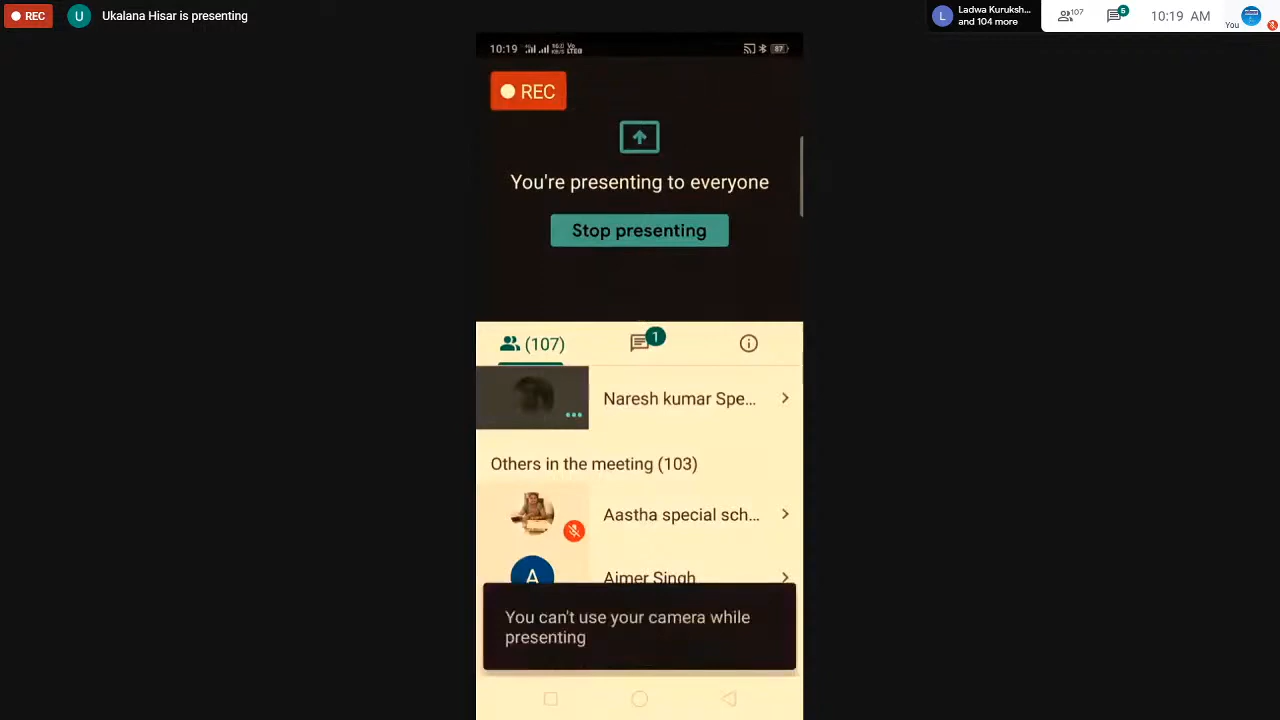 REC
U
Ukalana Hisar is presenting
L
Ladwa Kuruksh...
and 104 more
107
5
10:19 AM
You
10:19
87
REC
You're presenting to everyone
Stop presenting
(107)
1
Naresh kumar Spe...
Others in the meeting (103)
Aastha special sch...
A
Ajmer Singh
You can't use your camera while
presenting